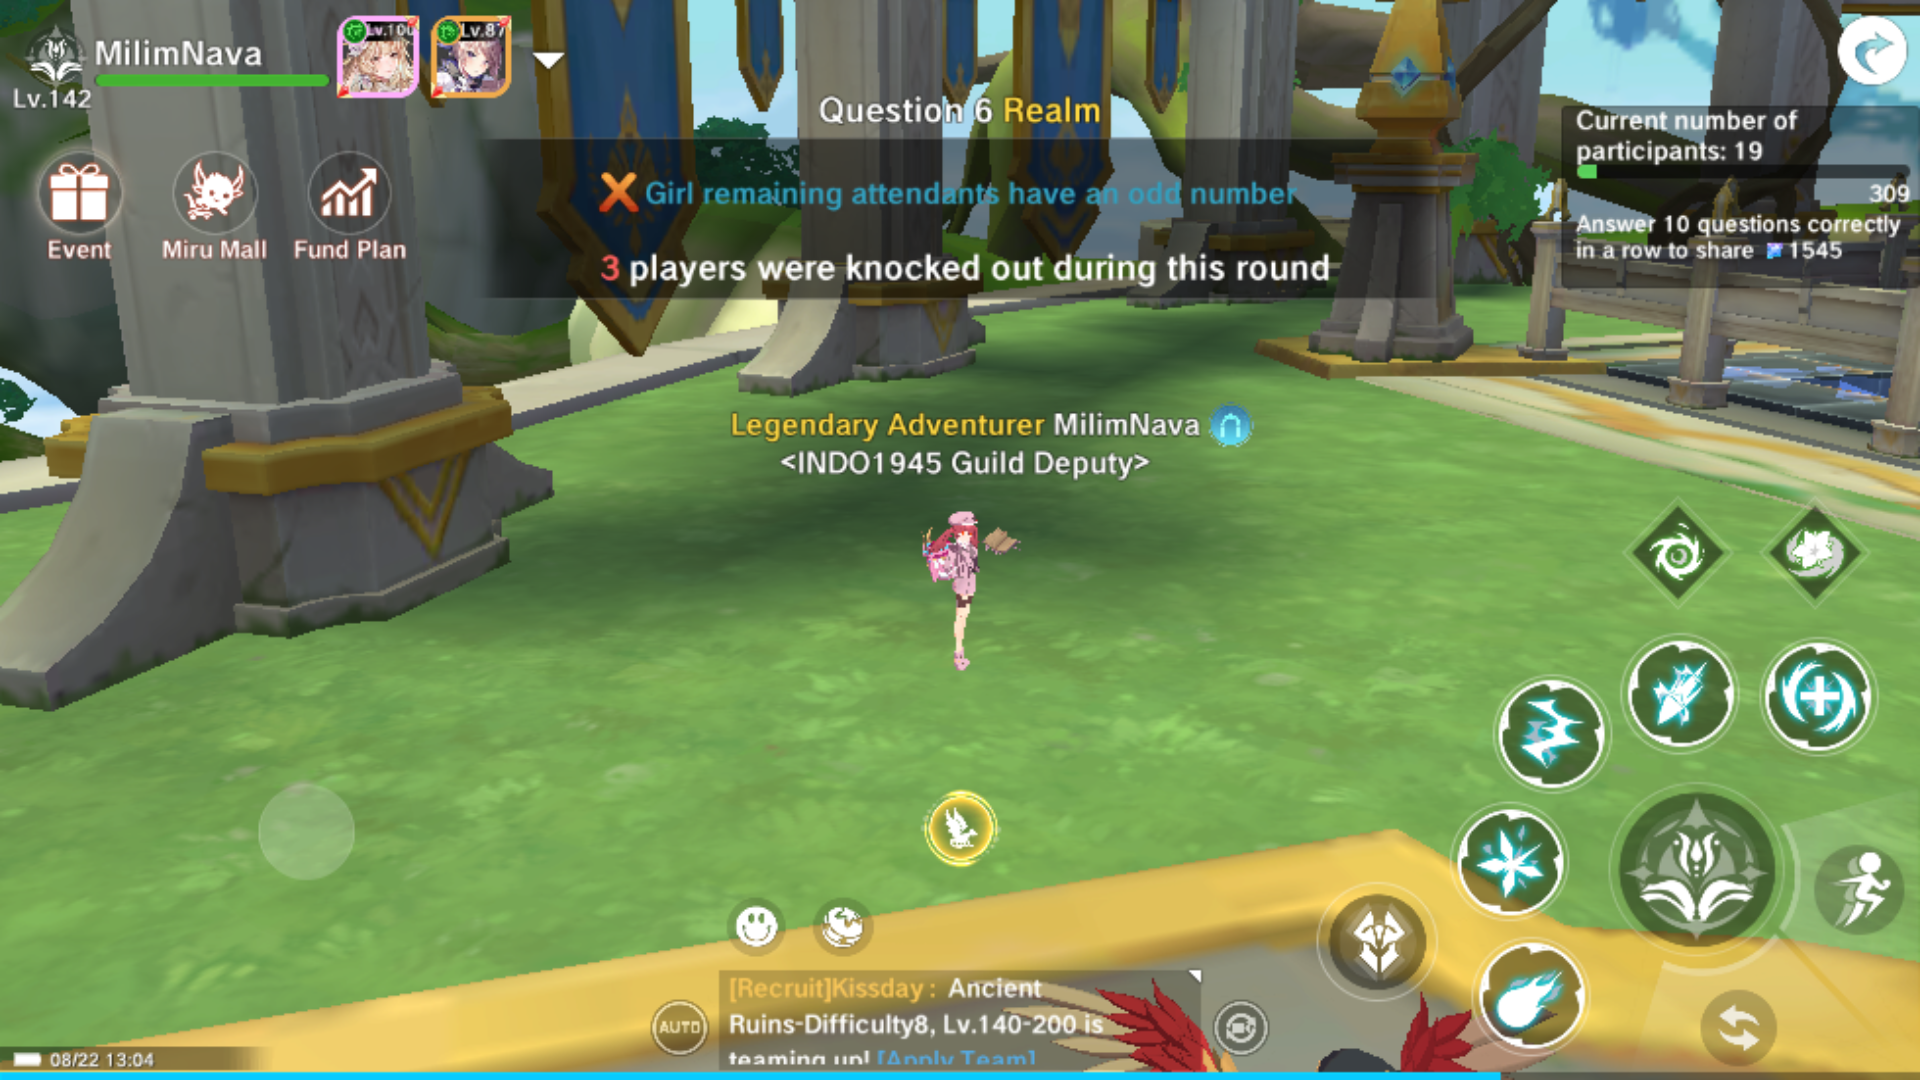 MilimNava
Lv.142
Lv.100
Lv.87
Question 6 Realm
Current number of
participants: 19
309
Answer 10 questions correctly
in a row to share 1545
Girl remaining attendants have an odd number
3 players were knocked out during this round
Event
Miru Mall
Fund Plan
Legendary Adventurer MilimNava
<INDO1945 Guild Deputy>
[Recruit]Kissday : Ancient
Ruins-Difficulty8, Lv.140-200 is
teaming up! [Apply Team]
AUTO
08/22 13:04